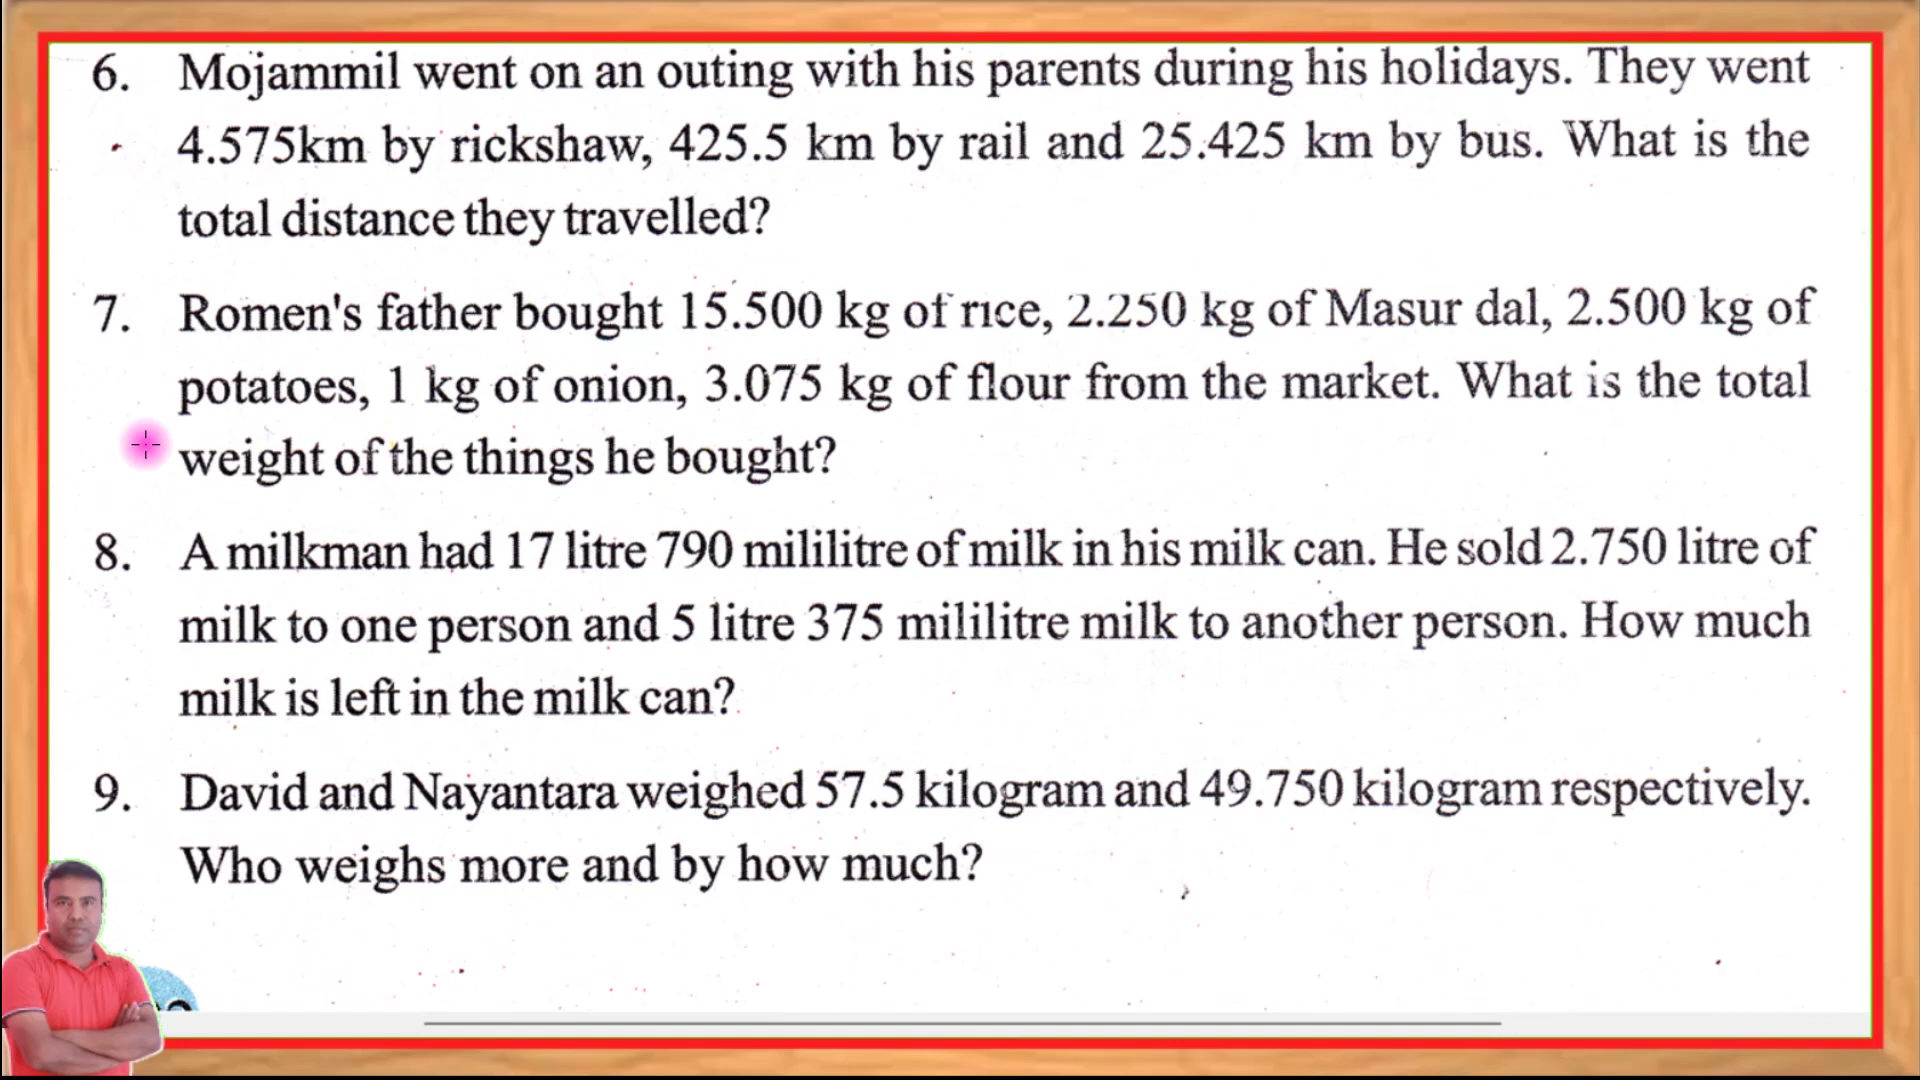 6. Mojammil went on an outing with his parents during his holidays. They went
4.575km by rickshaw, 425.5 km by rail and 25.425 km by bus. What is the
total distance they travelled?
7. Romen's father bought 15.500 kg of rice, 2.250 kg of Masur dal, 2.500 kg of
potatoes, 1 kg of onion, 3.075 kg of flour from the market. What is the total
weight of the things he bought?
8. A milkman had 17 litre 790 mililitre of milk in his milk can. He sold 2.750 litre of
milk to one person and 5 litre 375 mililitre milk to another person. How much
milk is left in the milk can?
9. David and Nayantara weighed 57.5 kilogram and 49.750 kilogram respectively.
Who weighs more and by how much?